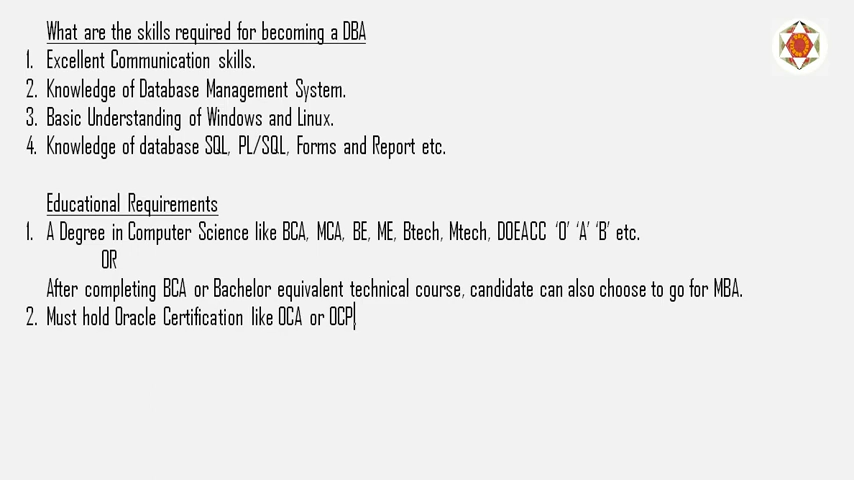 What are the skills required for becoming a DBA
1. Excellent Communication skills.
2. Knowledge of Database Management System.
3. Basic Understanding of Windows and Linux.
4. Knowledge of database SQL, PL/SQL, Forms and Report etc.
Educational Requirements
1. A Degree in Computer Science like BCA, MCA, BE, ME, Btech, Mtech, DOEACC ‘O’ ‘A’ ‘B’ etc.
OR
After completing BCA or Bachelor equivalent technical course, candidate can also choose to go for MBA.
2. Must hold Oracle Certification like OCA or OCP